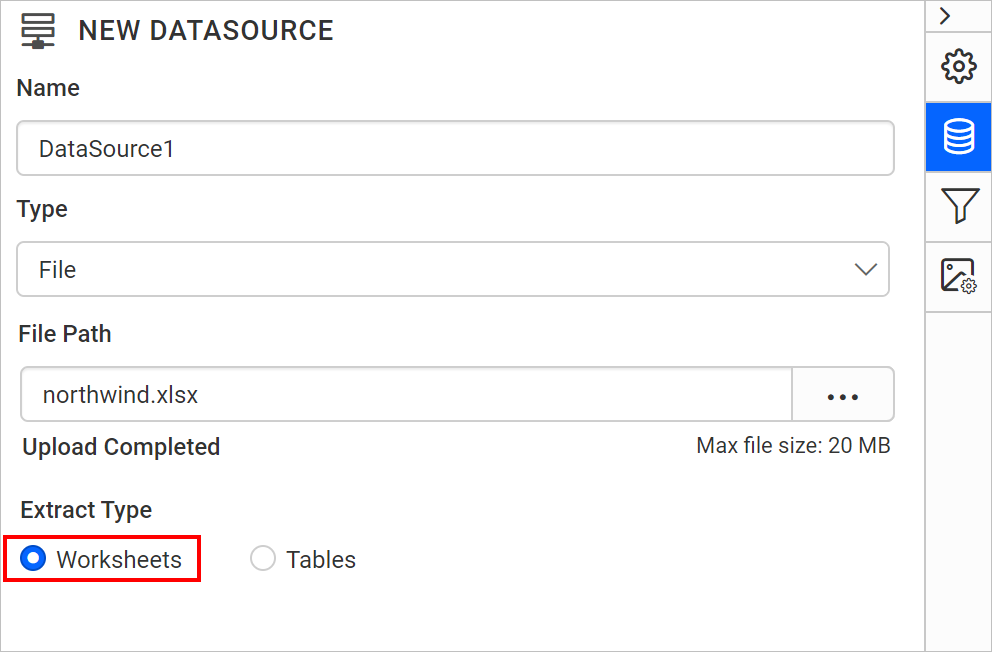 NEW DATASOURCE
Name
DataSource1
Type
File
File Path
northwind.xlsx
...
Upload Completed
Max file size: 20 MB
Extract Type
Worksheets
Tables